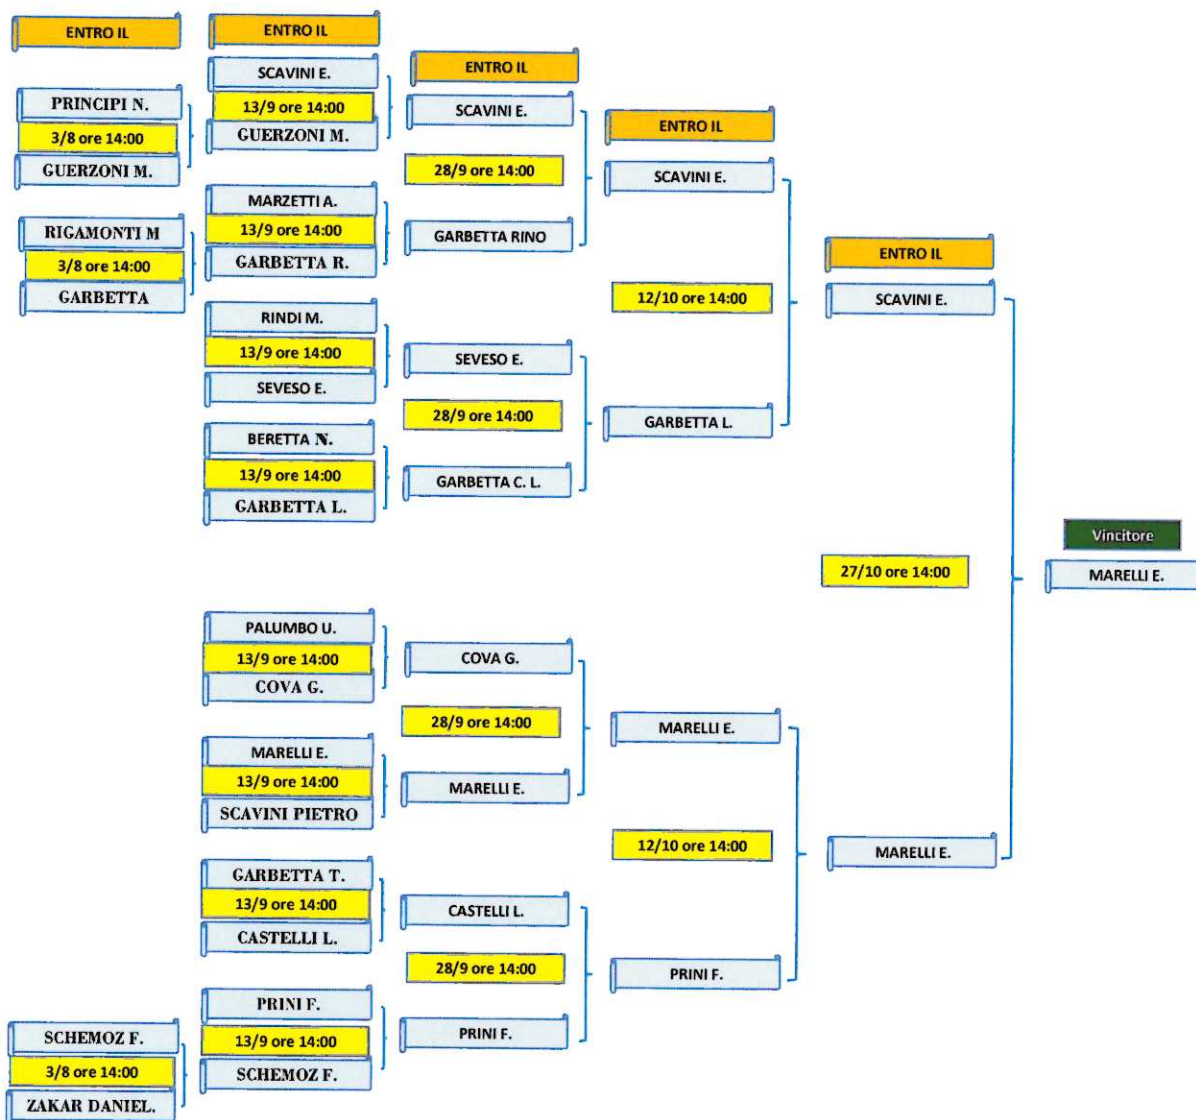 ENTRO IL
PRINCIPI N.
3/8 ore 14:00
GUERZONI M.
RIGAMONTI M
3/8 ore 14:00
GARBETTA
SCHEMOZ F.
3/8 ore 14:00
ZAKAR DANIEL.
ENTRO IL
SCAVINI E.
13/9 ore 14:00
GUERZONI M.
MARZETTI A.
13/9 ore 14:00
GARBETTA R.
RINDI M.
13/9 ore 14:00
SEVESO E.
BERETTA N.
13/9 ore 14:00
GARBETTA L.
PALUMBO U.
13/9 ore 14:00
COVA G.
MARELLI E.
13/9 ore 14:00
SCAVINI PIETRO
GARBETTA T.
13/9 ore 14:00
CASTELLI L.
PRINI F.
13/9 ore 14:00
SCHEMOZ F.
ENTRO IL
SCAVINI E.
28/9 ore 14:00
GARBETTA RINO
SEVESO E.
28/9 ore 14:00
GARBETTA C. L.
COVA G.
28/9 ore 14:00
MARELLI E.
CASTELLI L.
28/9 ore 14:00
PRINI F.
ENTRO IL
SCAVINI E.
12/10 ore 14:00
GARBETTA L.
MARELLI E.
12/10 ore 14:00
PRINI F.
ENTRO IL
SCAVINI E.
27/10 ore 14:00
MARELLI E.
Vincitore
MARELLI E.